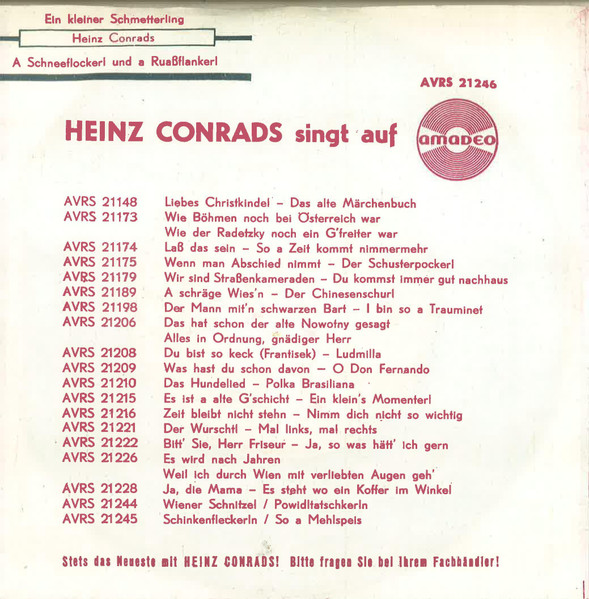 Ein kleiner Schmetterling
Heinz Conrads
A Schneeflockerl und a Ruaßflankerl
AVRS 21246
HEINZ CONRADS singt auf
AMADEO
AVRS 21148 Liebes Christkindel – Das alte Märchenbuch
AVRS 21173 Wie Böhmen noch bei Österreich war
Wie der Radetzky noch ein G'freiter war
AVRS 21174 Laß das sein – So a Zeit kommt nimmermehr
AVRS 21175 Wenn man Abschied nimmt – Der Schusterpockerl
AVRS 21179 Wir sind Straßenkameraden – Du kommst immer gut nachhaus
AVRS 21189 A schräge Wies'n – Der Chinesenschurl
AVRS 21198 Der Mann mit'n schwarzen Bart – I bin so a Trauminet
AVRS 21206 Das hat schon der alte Nowotny gesagt
Alles in Ordnung, gnädiger Herr
AVRS 21208 Du bist so keck (Frantisek) – Ludmilla
AVRS 21209 Was hast du schon davon – O Don Fernando
AVRS 21210 Das Hundelied – Polka Brasiliana
AVRS 21215 Es ist a alte G'schicht – Ein klein's Momenterl
AVRS 21216 Zeit bleibt nicht stehn – Nimm dich nicht so wichtig
AVRS 21221 Der Wurschtl – Mal links, mal rechts
AVRS 21222 Bitt' Sie, Herr Friseur – Ja, so was hätt' ich gern
AVRS 21226 Es wird nach Jahren
Weil ich durch Wien mit verliebten Augen geh'
AVRS 21228 Ja, die Mama – Es steht wo ein Koffer im Winkel
AVRS 21244 Wiener Schnitzel / Powidltatschkerln
AVRS 21245 Schinkenfleckerln / So a Mehlspeis
Stets das Neueste mit HEINZ CONRADS! Bitte fragen Sie bei Ihrem Fachhändler!